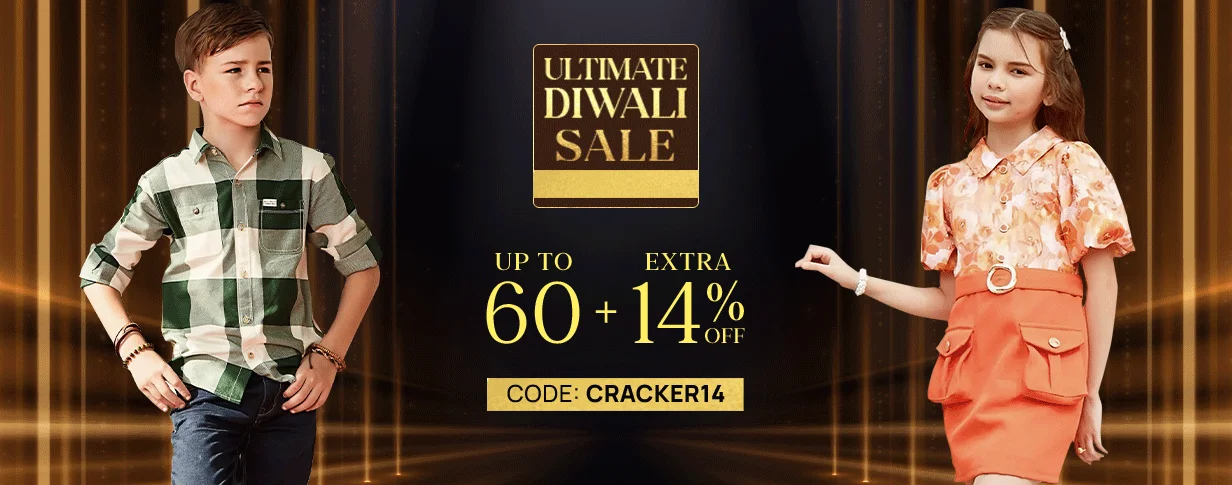 ULTIMATE
DIWALI
SALE
UP TO EXTRA
60 + 14% OFF
CODE: CRACKER14